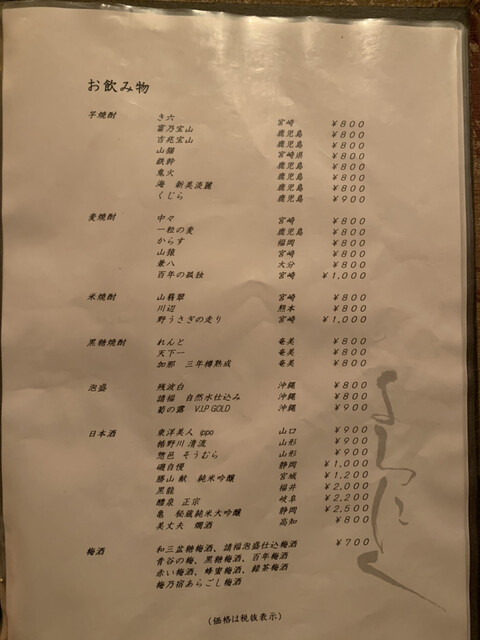 お飲み物
芋焼酎 き六 宮崎 ¥800
富乃宝山 鹿児島 ¥800
吉兆宝山 鹿児島 ¥800
山猫 宮崎県 ¥800
鉄幹 鹿児島 ¥800
鬼火 鹿児島 ¥800
海 新美淡麗 鹿児島 ¥800
くじら 鹿児島 ¥900
麦焼酎 中々 宮崎 ¥800
一粒の麦 鹿児島 ¥800
からす 福岡 ¥800
山猿 宮崎 ¥800
兼八 大分 ¥800
百年の孤独 宮崎 ¥1,000
米焼酎 山翡翠 宮崎 ¥800
川辺 熊本 ¥800
野うさぎの走り 宮崎 ¥1,000
黒糖焼酎 れんと 奄美 ¥800
天下一 奄美 ¥800
加那 三年樽熟成 奄美 ¥800
泡盛 残波白 沖縄 ¥800
請福 自然水仕込み 沖縄 ¥800
菊の露 V.I.P GOLD 沖縄 ¥900
日本酒 東洋美人 ippo 山口 ¥900
楯野川 清流 山形 ¥900
惣邑 そうむら 山形 ¥900
磯自慢 静岡 ¥1,000
勝山 献 純米吟醸 宮城 ¥1,200
黒龍 福井 ¥2,000
醴泉 正宗 岐阜 ¥2,200
亀 秘蔵純米大吟醸 静岡 ¥2,500
美丈夫 燗酒 高知 ¥800
梅酒 和三盆糖梅酒、請福泡盛仕込梅酒 ¥700
青谷の梅、黒糖梅酒、百年梅酒
赤い梅酒、蜂蜜梅酒、緑茶梅酒
梅乃宿あらごし梅酒
(価格は税抜表示)
よしにく